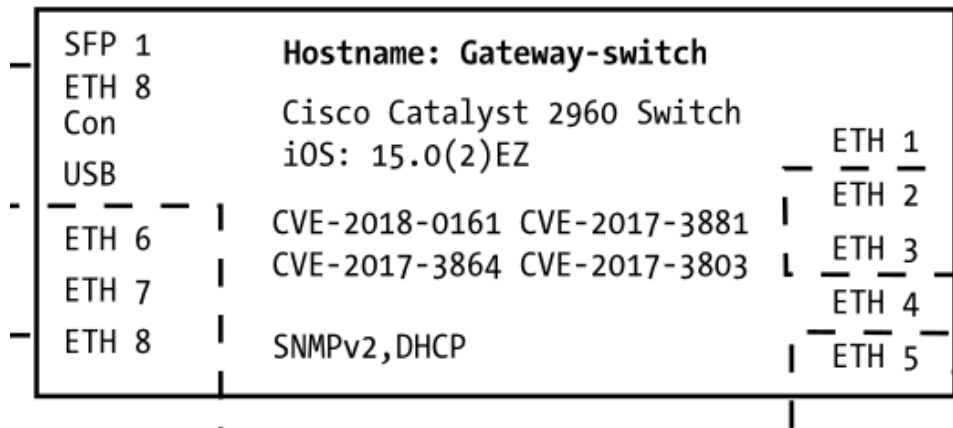 SFP 1
ETH 8
Con
USB
ETH 6
ETH 7
ETH 8
Hostname: Gateway-switch
Cisco Catalyst 2960 Switch
iOS: 15.0(2)EZ
CVE-2018-0161 CVE-2017-3881
CVE-2017-3864 CVE-2017-3803
SNMPv2,DHCP
ETH 1
ETH 2
ETH 3
ETH 4
ETH 5